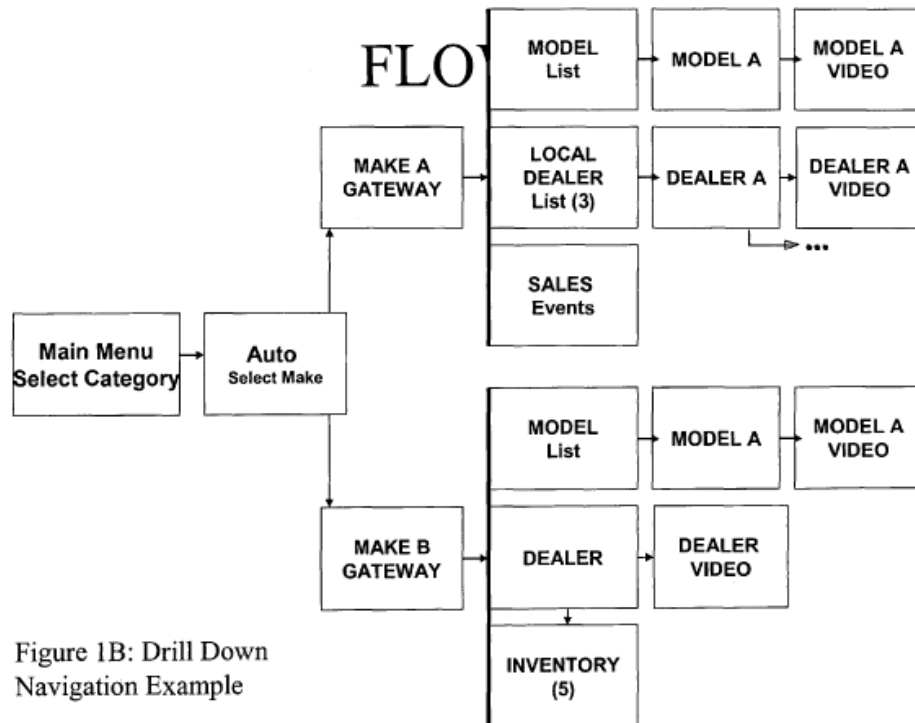 FLOW
MODEL
List
MODEL A
MODEL A
VIDEO
MAKE A
GATEWAY
LOCAL
DEALER
List (3)
DEALER A
DEALER A
VIDEO
...
SALES
Events
Main Menu
Select Category
Auto
Select Make
MODEL
List
MODEL A
MODEL A
VIDEO
MAKE B
GATEWAY
DEALER
DEALER
VIDEO
INVENTORY
(5)
Figure 1B: Drill Down
Navigation Example